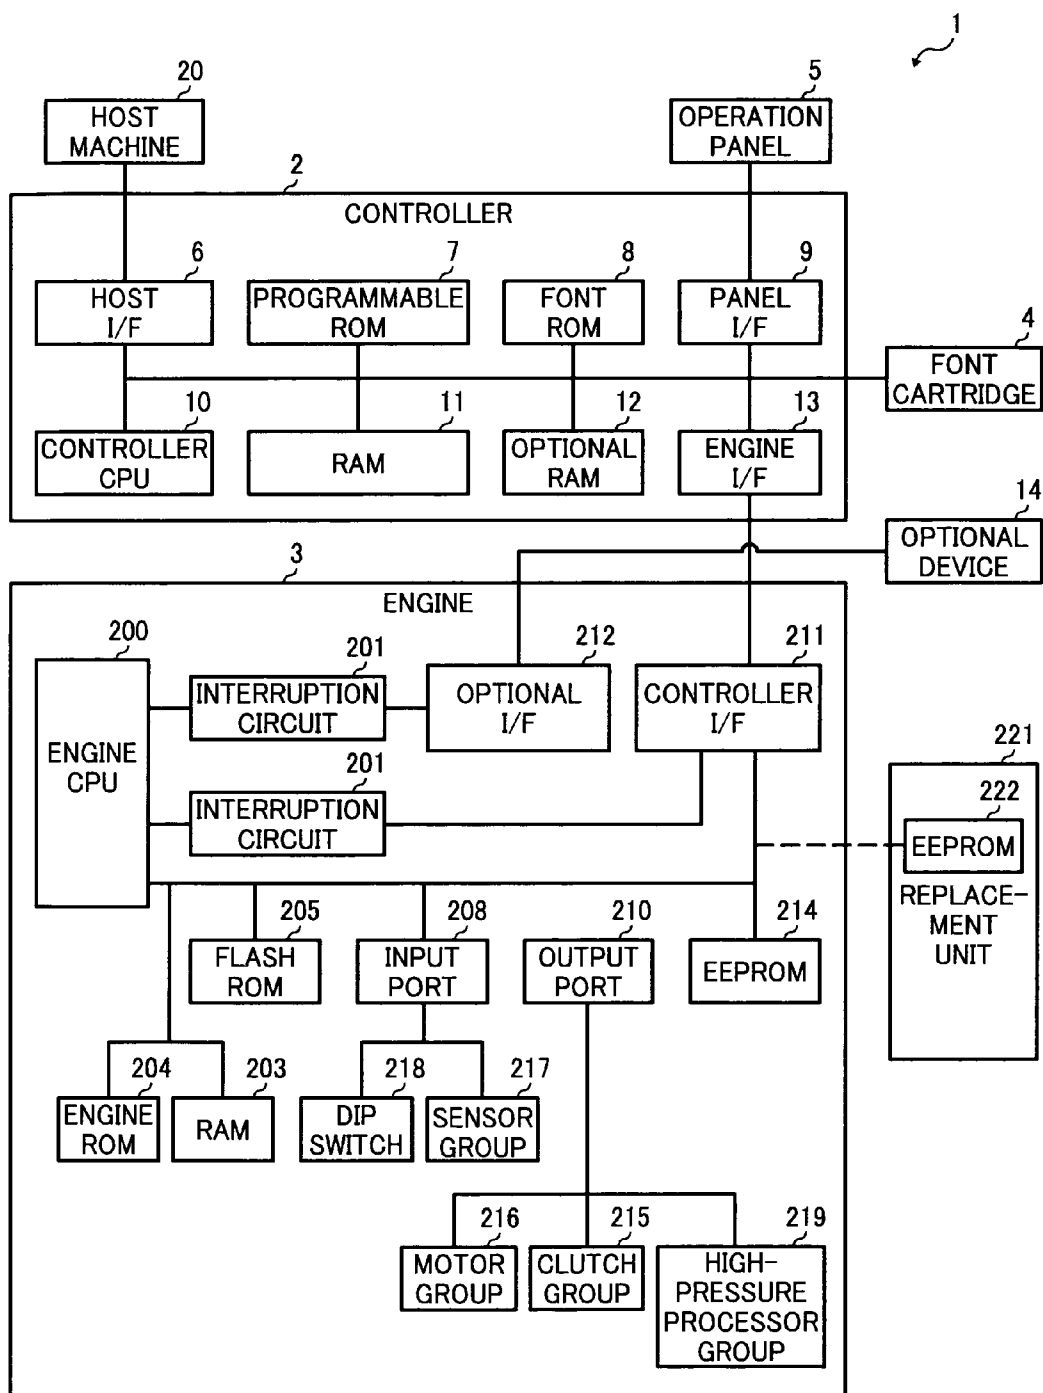 1
20
HOST
MACHINE
5
OPERATION
PANEL
2
CONTROLLER
6
HOST
I/F
7
PROGRAMMABLE
ROM
8
FONT
ROM
9
PANEL
I/F
4
FONT
CARTRIDGE
10
CONTROLLER
CPU
11
RAM
12
OPTIONAL
RAM
13
ENGINE
I/F
14
OPTIONAL
DEVICE
3
ENGINE
200
ENGINE
CPU
201
INTERRUPTION
CIRCUIT
212
OPTIONAL
I/F
211
CONTROLLER
I/F
201
INTERRUPTION
CIRCUIT
221
222
EEPROM
REPLACE-
MENT
UNIT
205
FLASH
ROM
208
INPUT
PORT
210
OUTPUT
PORT
214
EEPROM
204
ENGINE
ROM
203
RAM
218
DIP
SWITCH
217
SENSOR
GROUP
216
MOTOR
GROUP
215
CLUTCH
GROUP
219
HIGH-
PRESSURE
PROCESSOR
GROUP